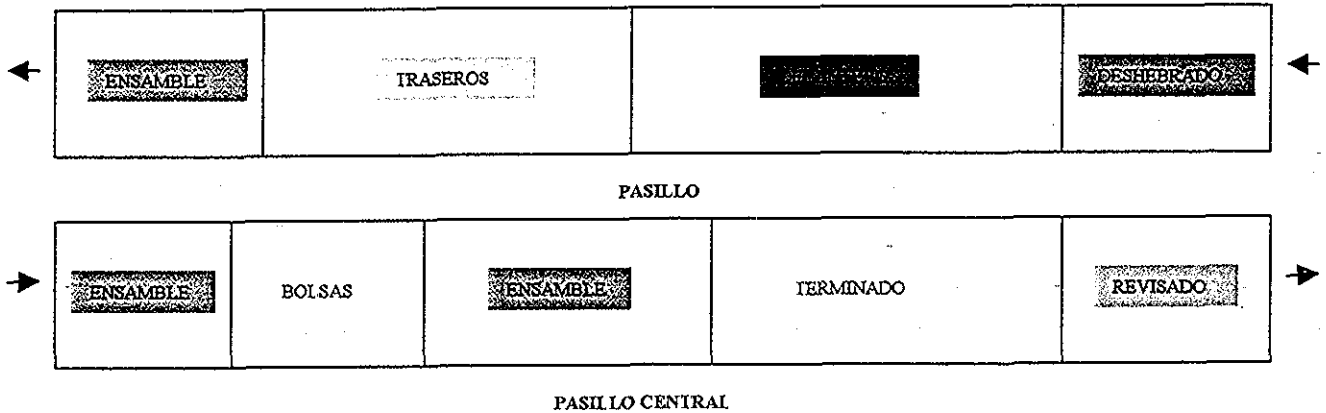 ENSAMBLE
TRASEROS
DESHEBRADO
PASILLO
ENSAMBLE
BOLSAS
ENSAMBLE
TERMINADO
REVISADO
PASILLO CENTRAL